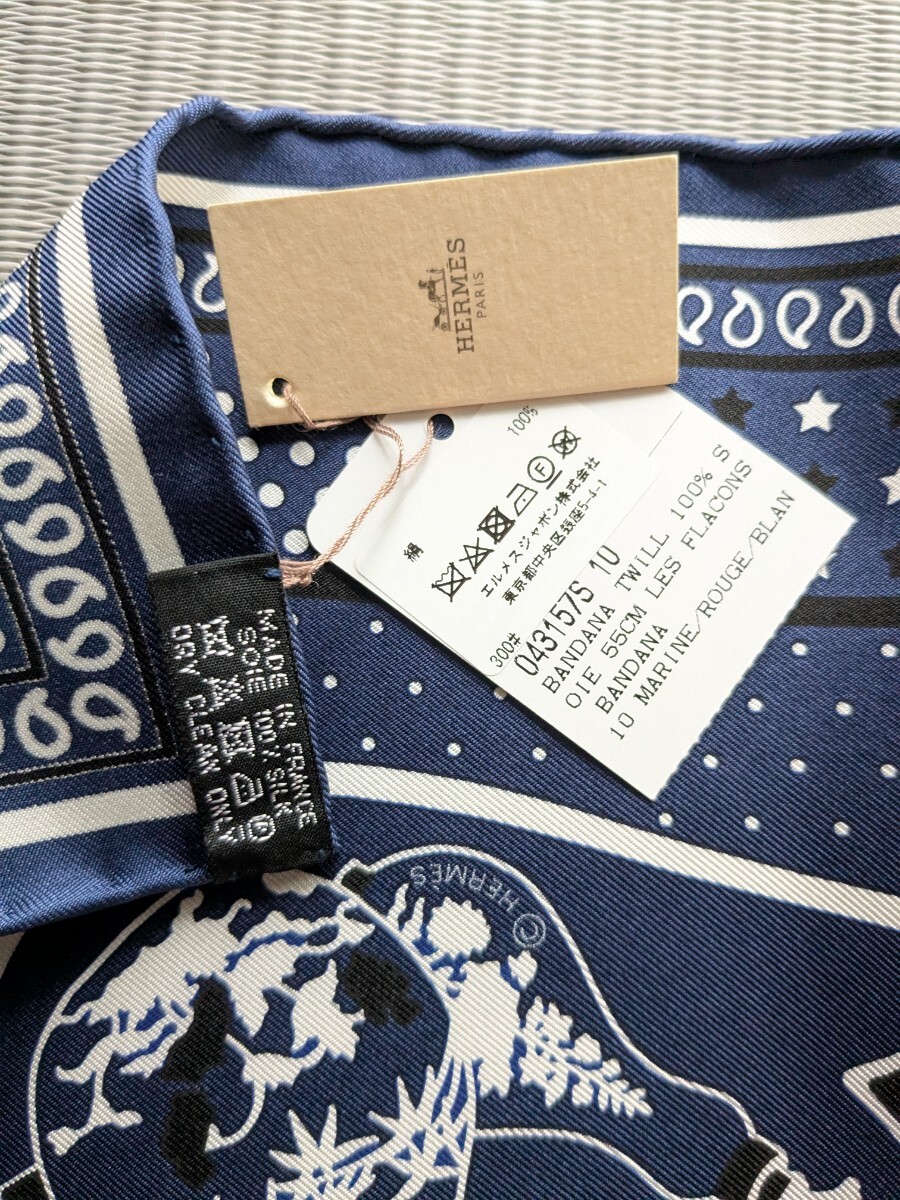 HERMÈS
PARIS
100%
絹
エルメスジャポン株式会社
東京都中央区銀座5-4-1
300#
043157/S 1U
BANDANA TWILL 100% S
OIE 55CM LES FLACONS
BANDANA
10 MARINE/ROUGE/BLAN
MADE IN FRANCE
100% SILK
SOIE
DRY CLEAN ONLY
©HERMÈS